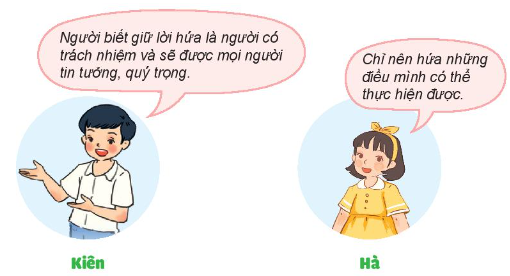 Người biết giữ lời hứa là người có
trách nhiệm và sẽ được mọi người
tin tưởng, quý trọng.
Chỉ nên hứa những
điều mình có thể
thực hiện được.
Kiên
Hà